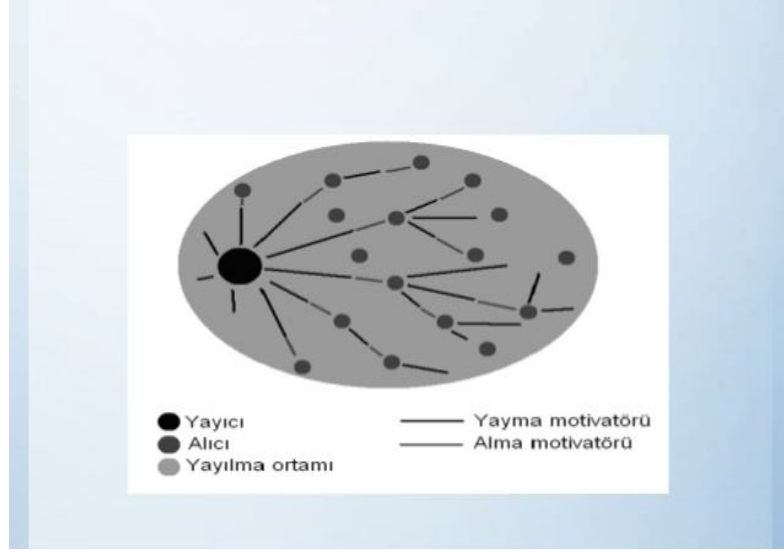 Yayıcı
Alıcı
Yayılma ortamı
Yayma motivatörü
Alma motivatörü